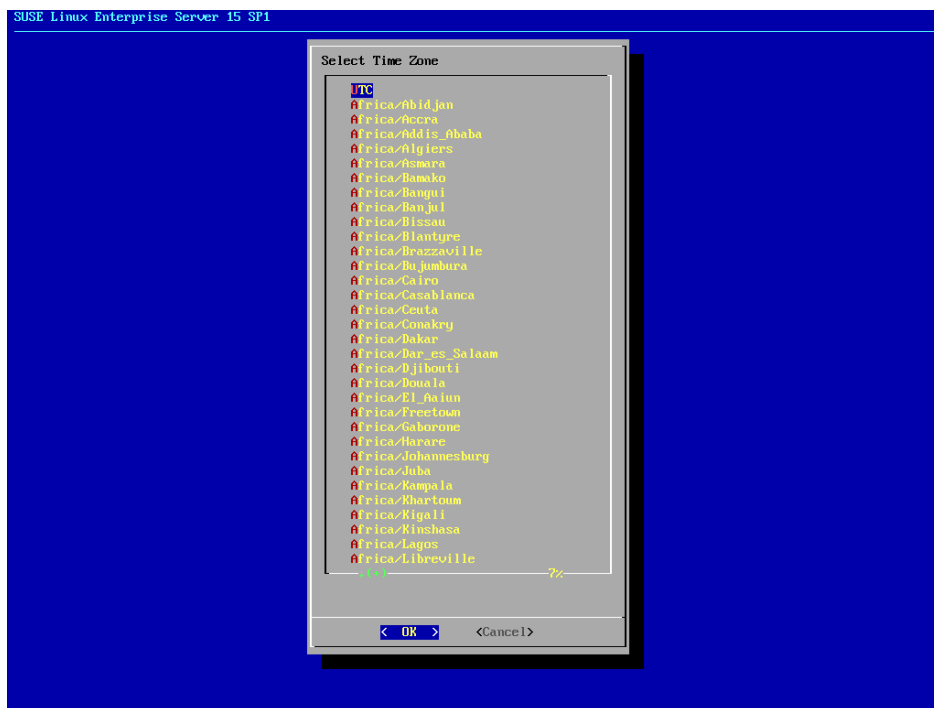 SUSE Linux Enterprise Server 15 SP1
Select Time Zone
UTC
Africa/Abidjan
Africa/Accra
Africa/Addis_Ababa
Africa/Algiers
Africa/Asmara
Africa/Bamako
Africa/Bangui
Africa/Banjul
Africa/Bissau
Africa/Blantyre
Africa/Brazzaville
Africa/Bujumbura
Africa/Cairo
Africa/Casablanca
Africa/Ceuta
Africa/Conakry
Africa/Dakar
Africa/Dar_es_Salaam
Africa/Djibouti
Africa/Douala
Africa/El_Aaiun
Africa/Freetown
Africa/Gaborone
Africa/Harare
Africa/Johannesburg
Africa/Juba
Africa/Kampala
Africa/Khartoum
Africa/Kigali
Africa/Kinshasa
Africa/Lagos
Africa/Libreville
7%
< OK > <Cancel>